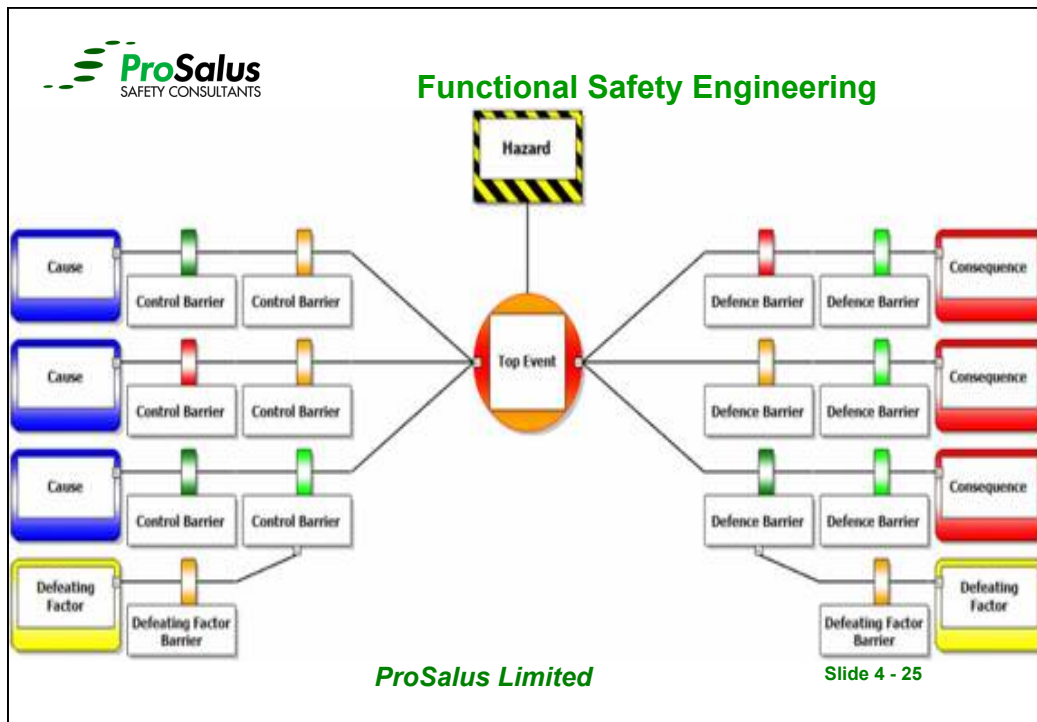 ProSalus
SAFETY CONSULTANTS
Functional Safety Engineering
Hazard
Cause
Control Barrier
Control Barrier
Top Event
Defence Barrier
Defence Barrier
Consequence
Cause
Control Barrier
Control Barrier
Defence Barrier
Defence Barrier
Consequence
Cause
Control Barrier
Control Barrier
Defence Barrier
Defence Barrier
Consequence
Defeating
Factor
Defeating Factor
Barrier
Defeating Factor
Barrier
Defeating
Factor
ProSalus Limited
Slide 4 - 25